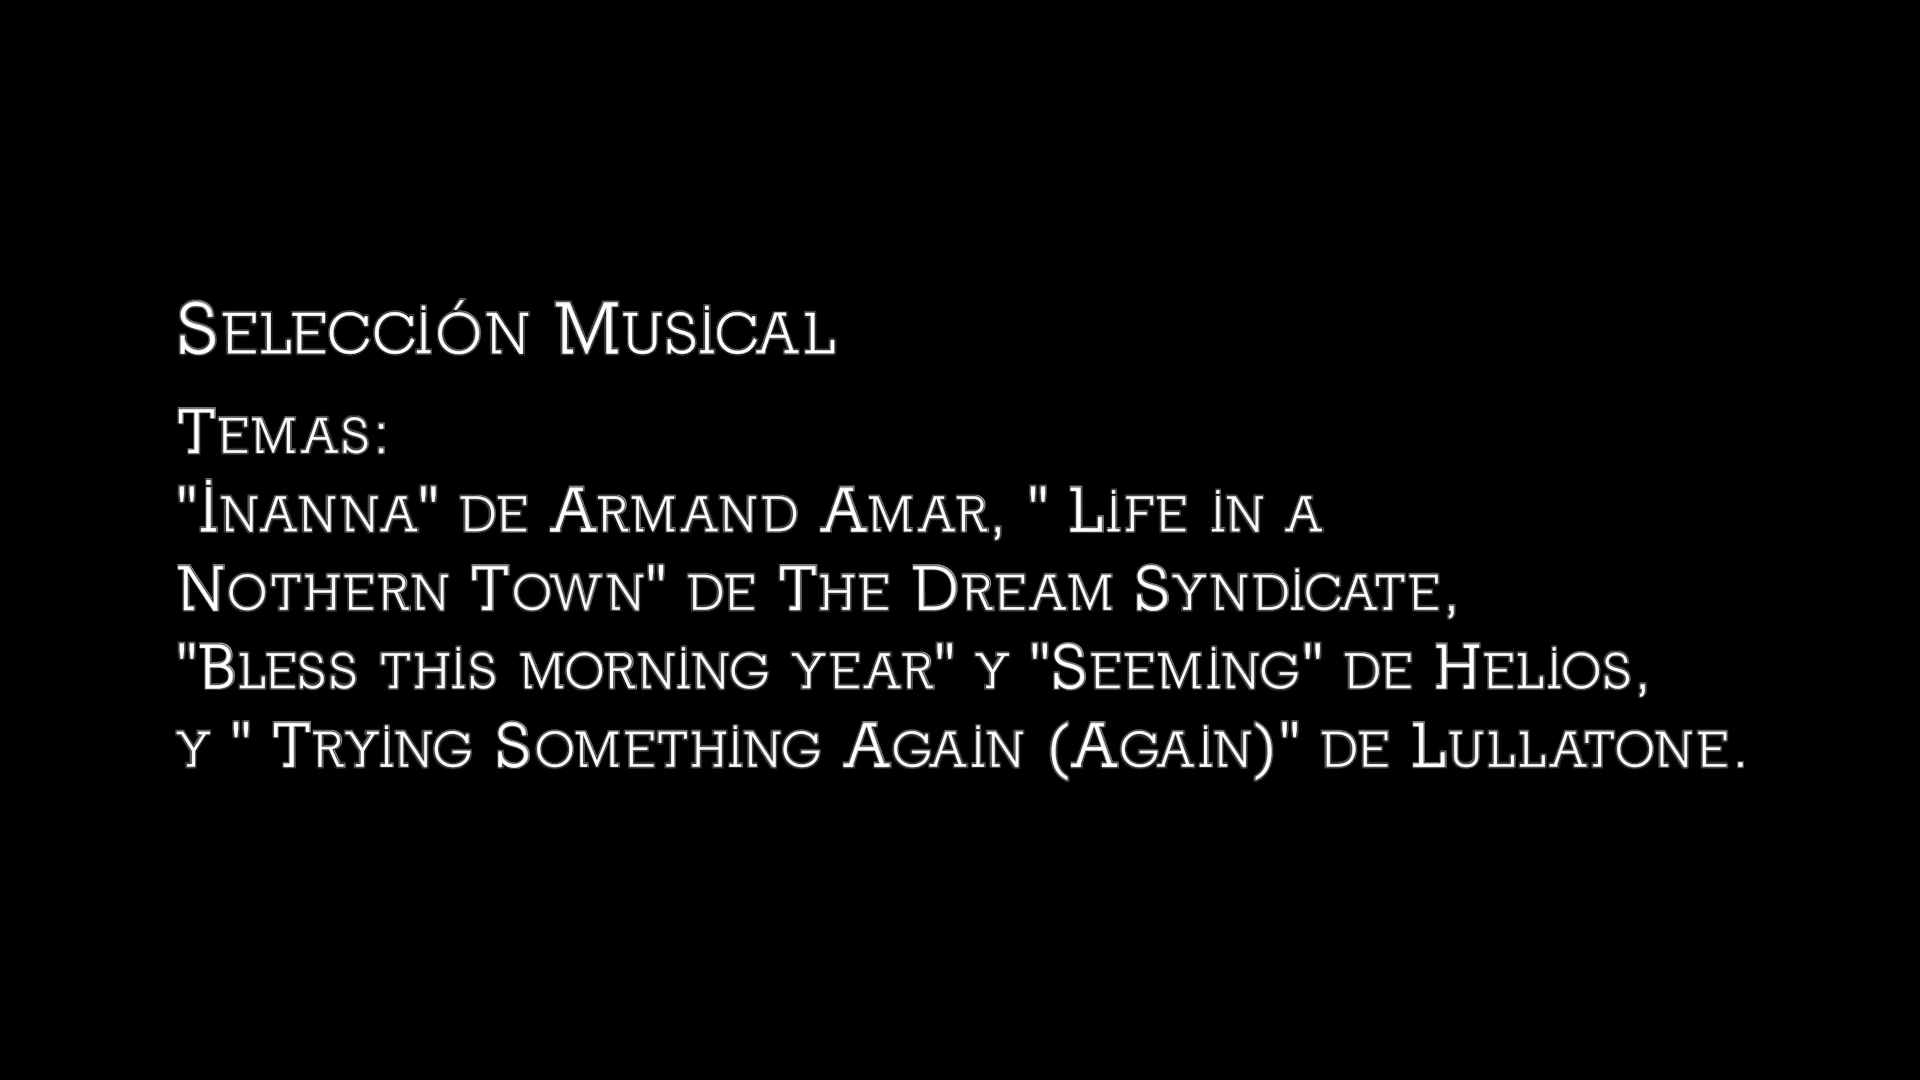 Selección Musical
Temas:
"Inanna" de Armand Amar, " Life in a
Nothern Town" de The Dream Syndicate,
"Bless this morning year" y "Seeming" de Helios,
y " Trying Something Again (Again)" de Lullatone.